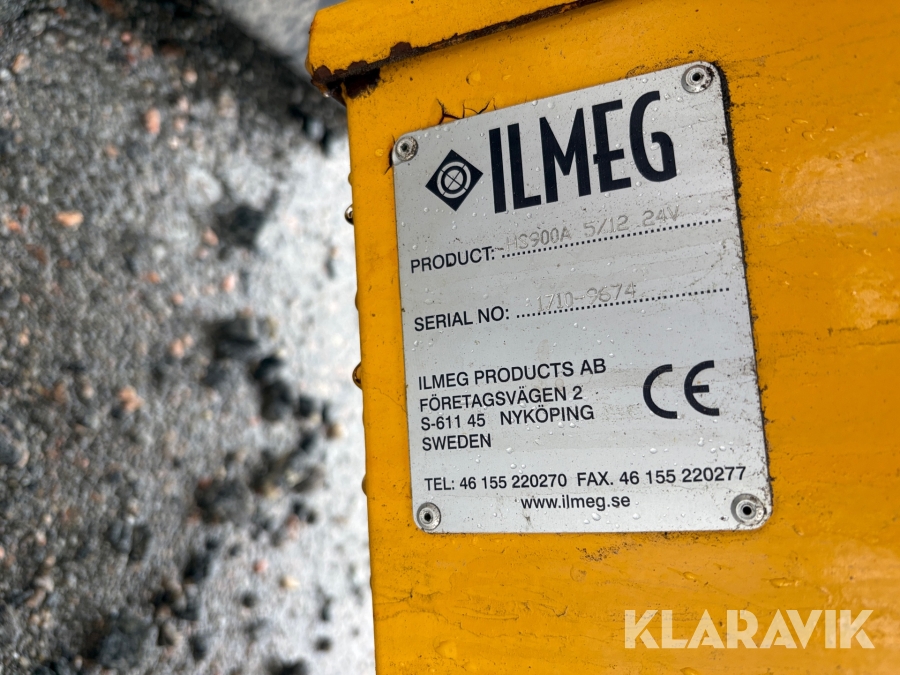 ILMEG
PRODUCT: HS900A 5/12 24V
SERIAL NO: 1710-9674
ILMEG PRODUCTS AB
FÖRETAGSVÄGEN 2
S-611 45 NYKÖPING
SWEDEN
CE
TEL: 46 155 220270 FAX. 46 155 220277
www.ilmeg.se
KLARAVIK